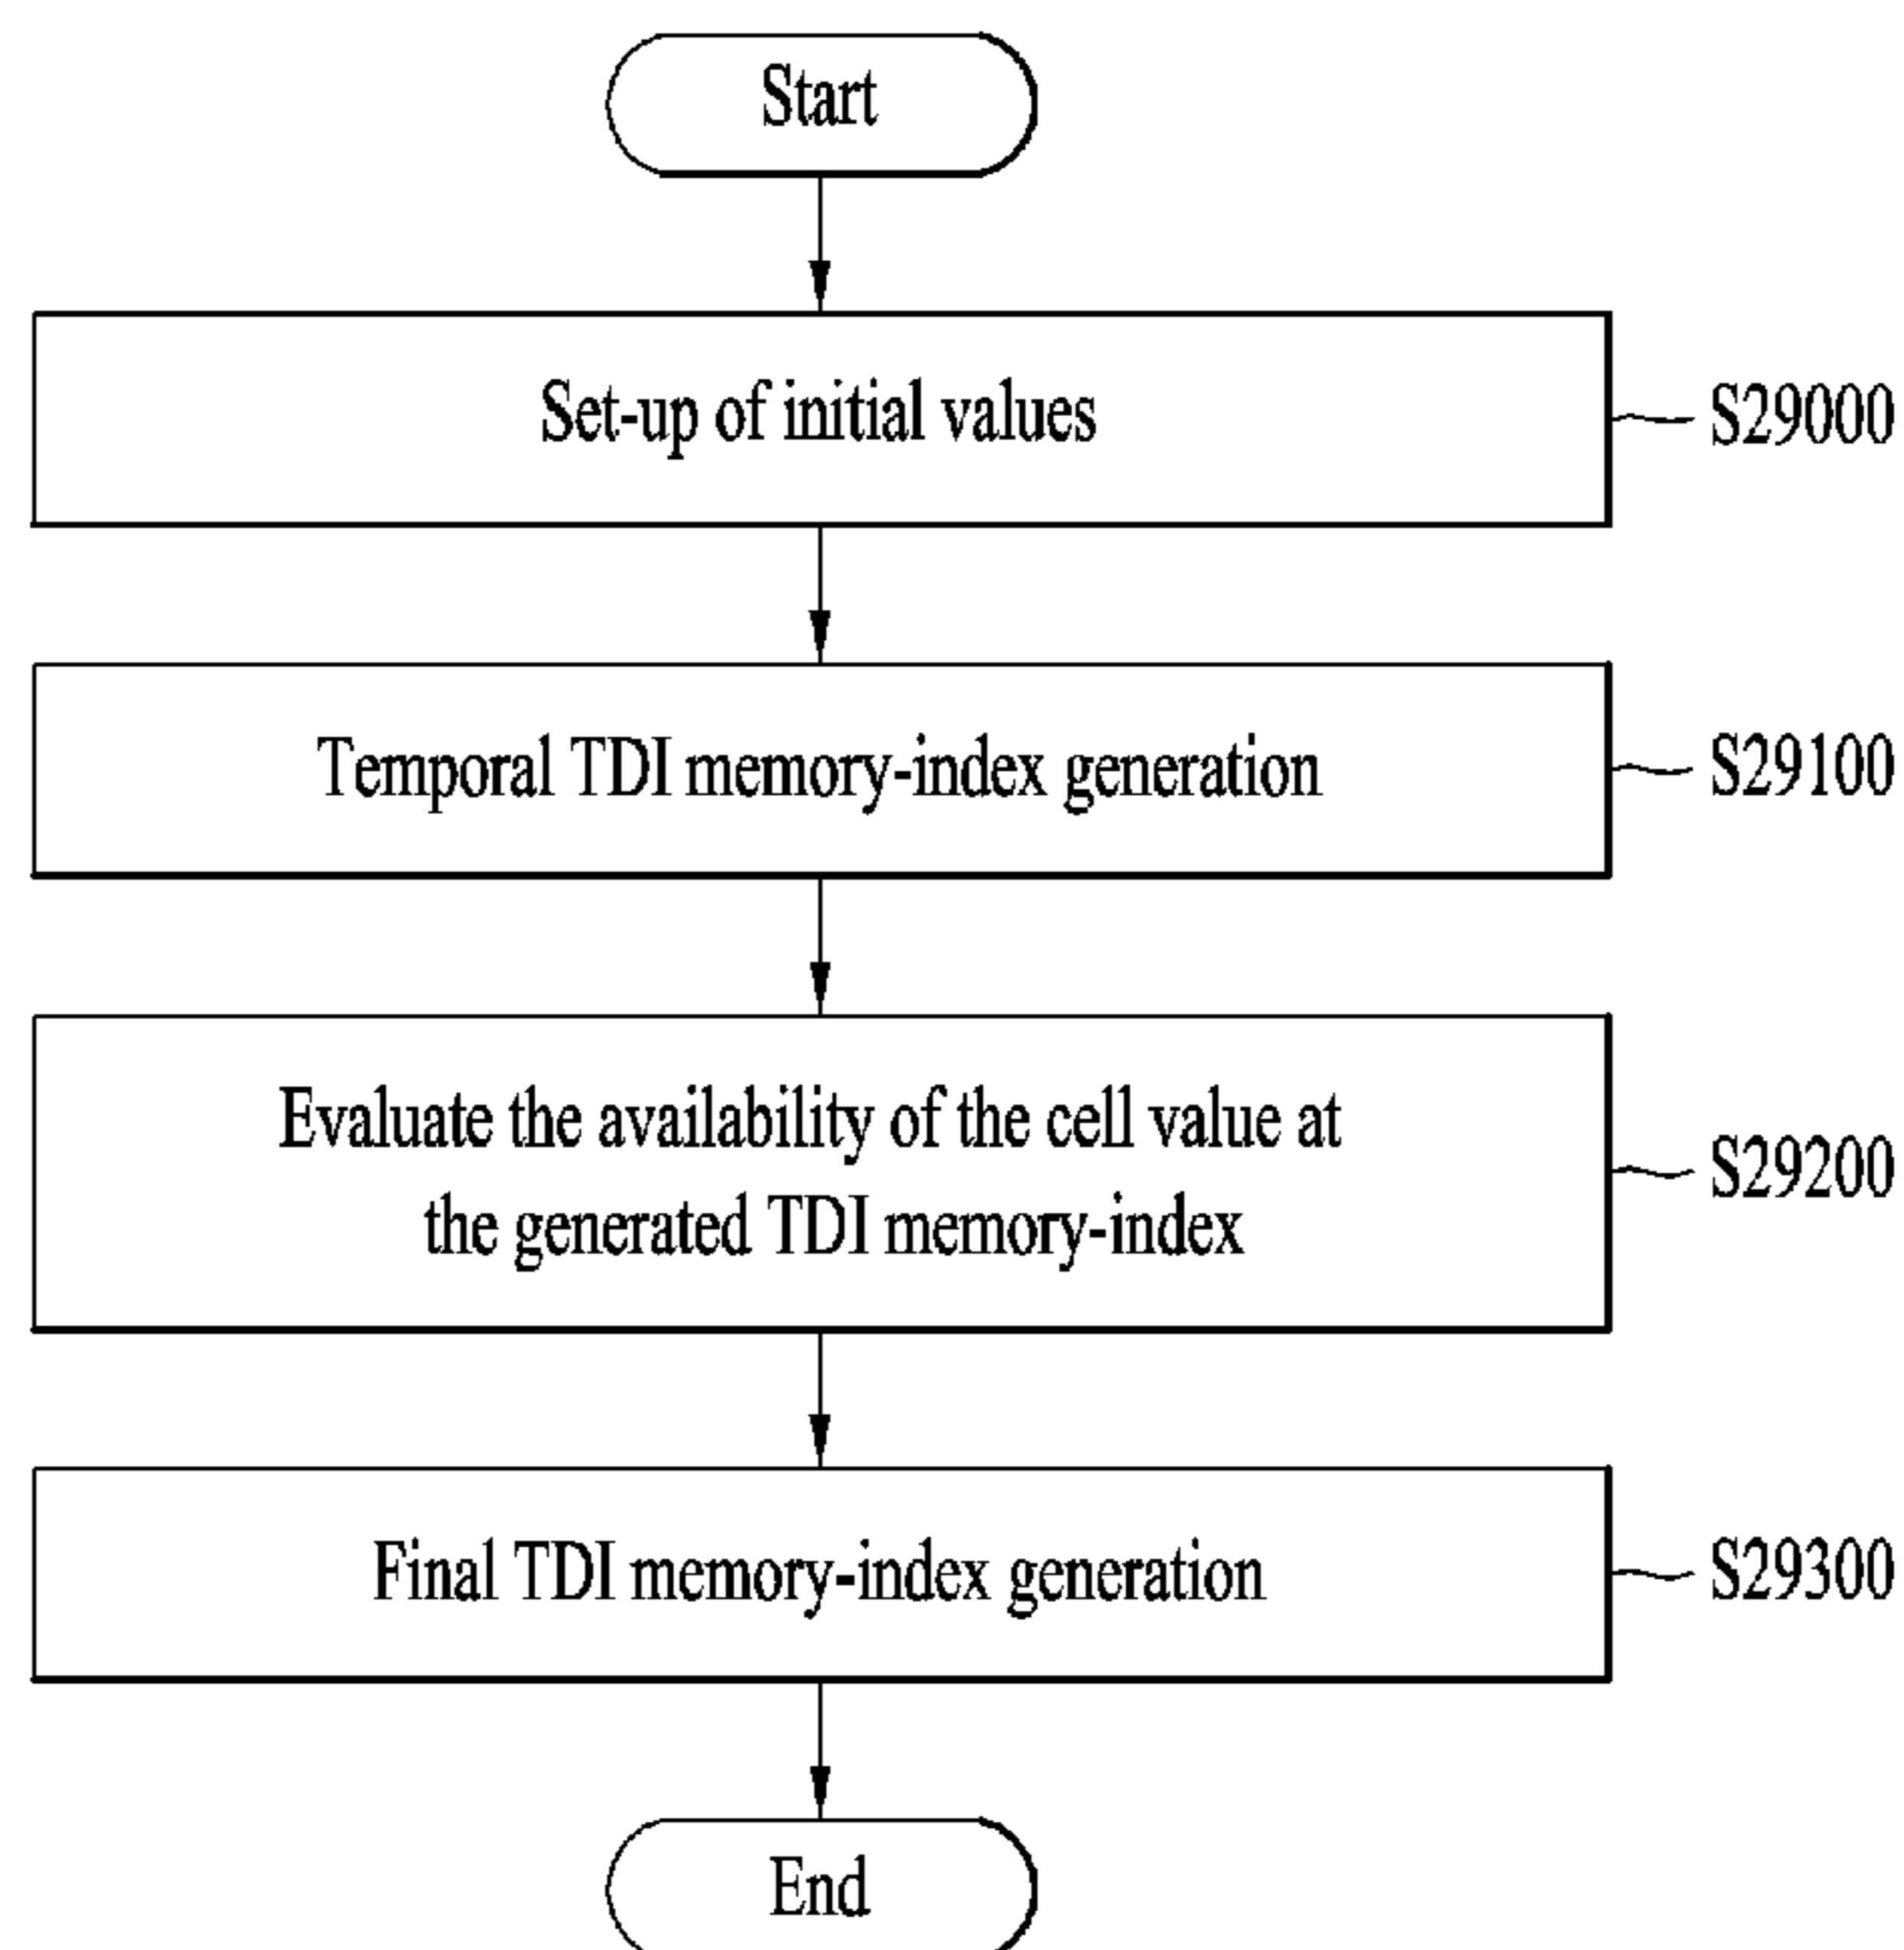 Start
Set-up of initial values
S29000
Temporal TDI memory-index generation
S29100
Evaluate the availability of the cell value at
the generated TDI memory-index
S29200
Final TDI memory-index generation
S29300
End